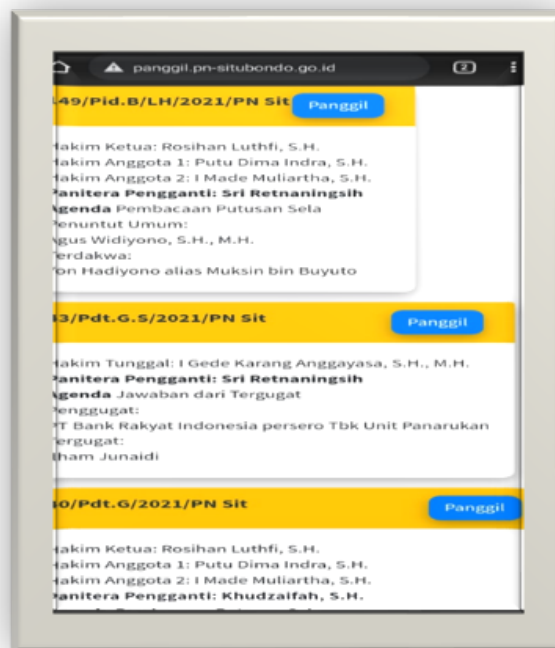 panggil.pn-situbondo.go.id 2
49/Pid.B/LH/2021/PN Sit Panggil
Hakim Ketua: Rosihan Luthfi, S.H.
Hakim Anggota 1: Putu Dima Indra, S.H.
Hakim Anggota 2: I Made Muliartha, S.H.
Panitera Pengganti: Sri Retnaningsih
Agenda Pembacaan Putusan Sela
Penuntut Umum:
Agus Widiyono, S.H., M.H.
Terdakwa:
Yon Hadiyono alias Muksin bin Buyuto
43/Pdt.G.S/2021/PN Sit Panggil
Hakim Tunggal: I Gede Karang Anggayasa, S.H., M.H.
Panitera Pengganti: Sri Retnaningsih
Agenda Jawaban dari Tergugat
Penggugat:
PT Bank Rakyat Indonesia persero Tbk Unit Panarukan
Tergugat:
Ilham Junaidi
40/Pdt.G/2021/PN Sit Panggil
Hakim Ketua: Rosihan Luthfi, S.H.
Hakim Anggota 1: Putu Dima Indra, S.H.
Hakim Anggota 2: I Made Muliartha, S.H.
Panitera Pengganti: Khudzaifah, S.H.